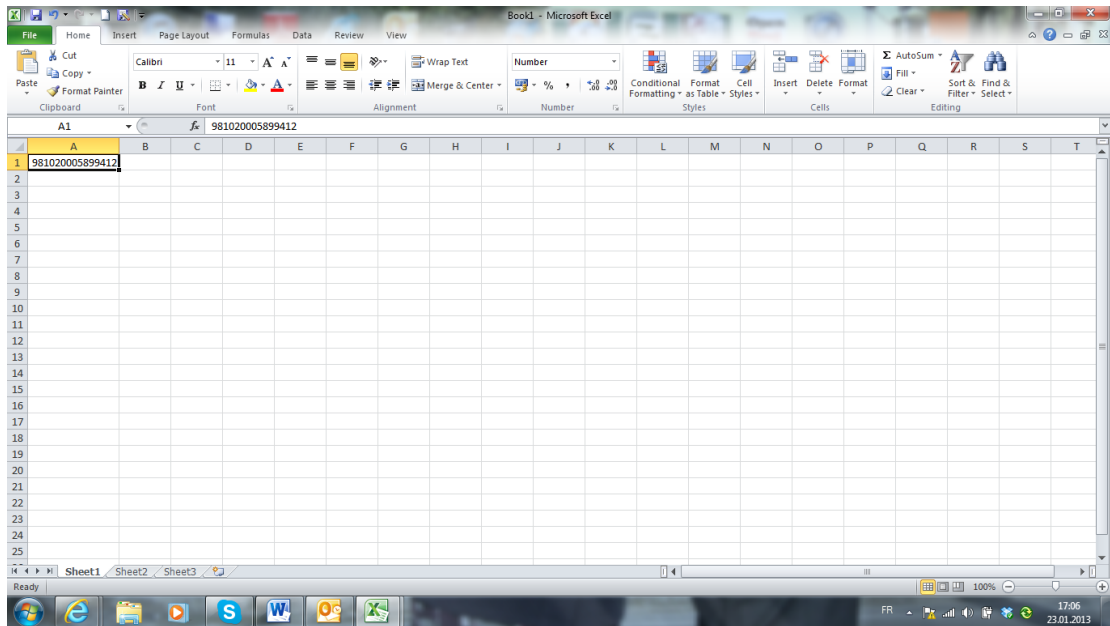 Book1 - Microsoft Excel
File Home Insert Page Layout Formulas Data Review View
Paste
Cut
Copy
Format Painter
Clipboard
Calibri 11 A A
B I U A
Font
Wrap Text
Merge & Center
Alignment
Number
% ,
Number
Conditional Formatting
Format as Table
Cell Styles
Styles
Insert Delete Format
Cells
Σ AutoSum
Fill
Clear
Sort & Filter
Find & Select
Editing
A1 fx 981020005899412
A B C D E F G H I J K L M N O P Q R S T
1 981020005899412
2
3
4
5
6
7
8
9
10
11
12
13
14
15
16
17
18
19
20
21
22
23
24
25
Sheet1 Sheet2 Sheet3
Ready 100%
FR 17:06
23.01.2013